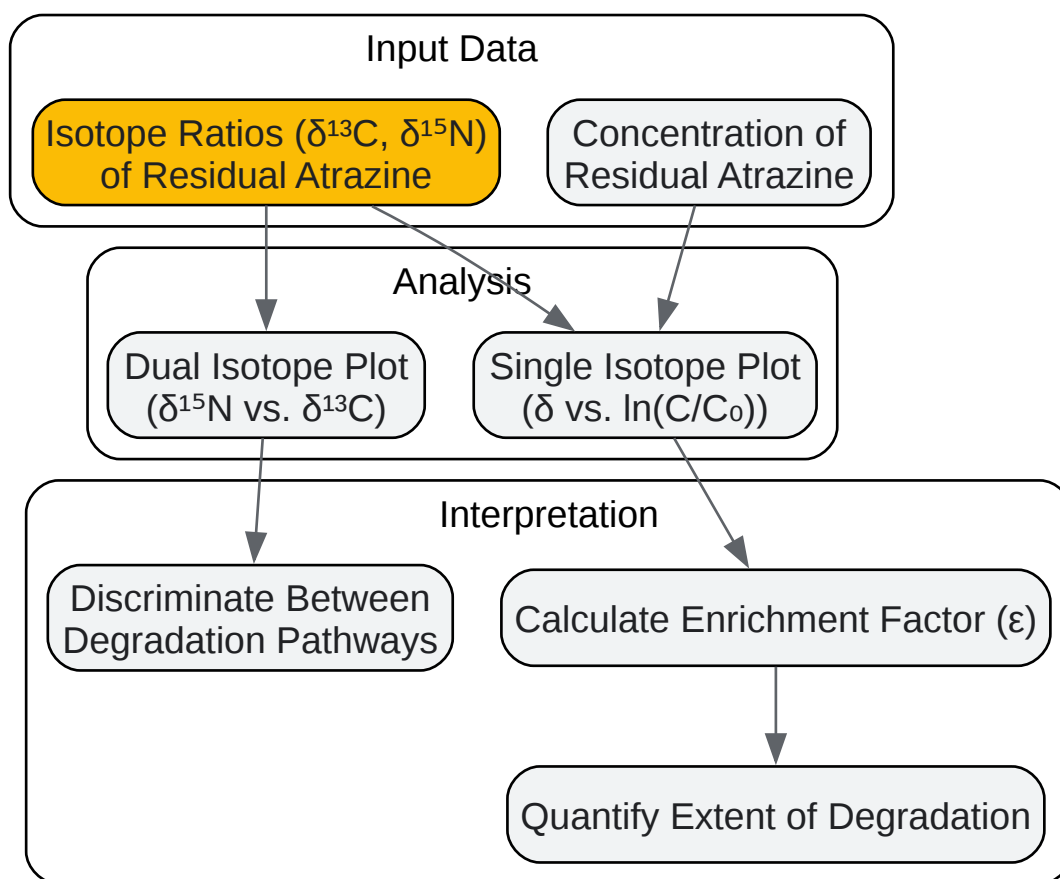 Input Data
Isotope Ratios (δ¹³C, δ¹⁵N)
of Residual Atrazine
Concentration of
Residual Atrazine
Analysis
Dual Isotope Plot
(δ¹⁵N vs. δ¹³C)
Single Isotope Plot
(δ vs. ln(C/C₀))
Interpretation
Discriminate Between
Degradation Pathways
Calculate Enrichment Factor (ε)
Quantify Extent of Degradation